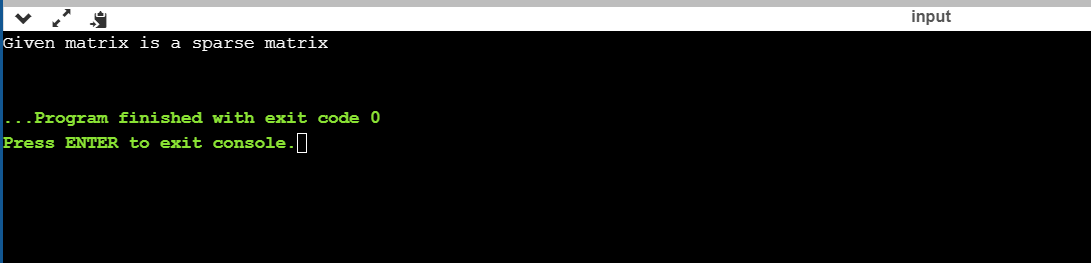 input
Given matrix is a sparse matrix
...Program finished with exit code 0
Press ENTER to exit console.